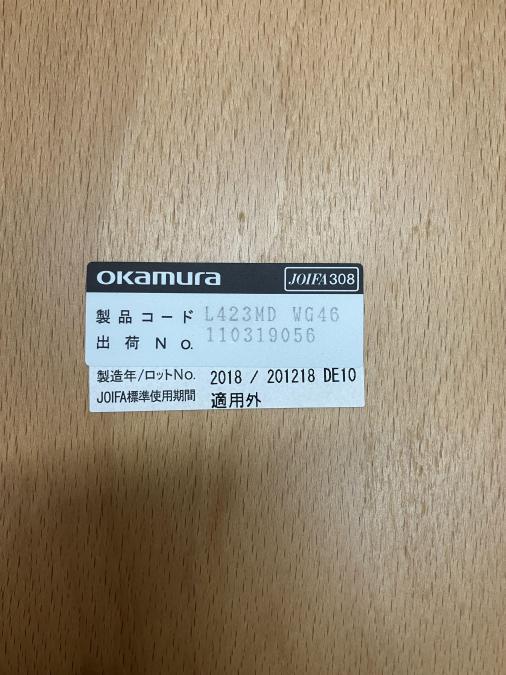 okamura JOIFA308
製品コード L423MD WG46
出荷No. 110319056
製造年/ロットNo. 2018 / 201218 DE10
JOIFA標準使用期間 適用外